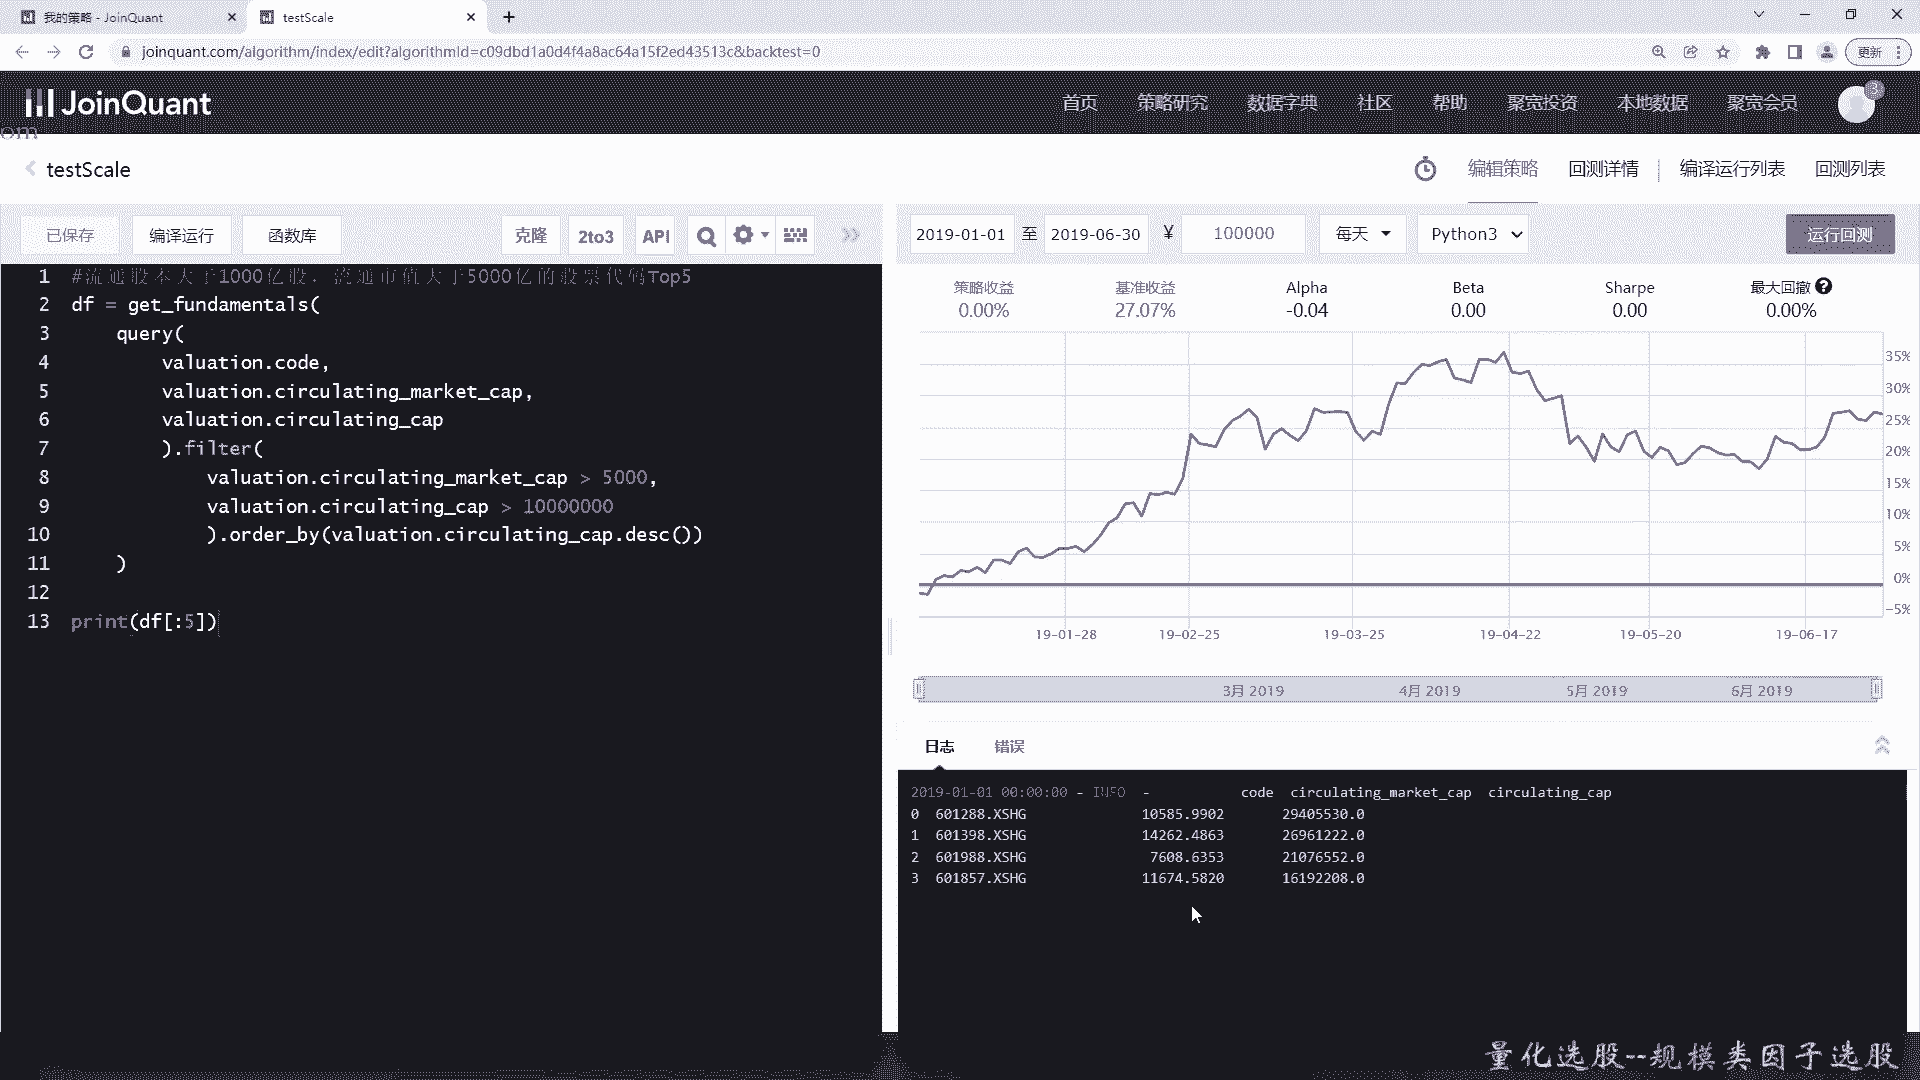 我的策略 - JoinQuant
testScale
joinquant.com/algorithm/index/edit?algorithmId=c09dbd1a0d4f4a8ac64a15f2ed43513c&backtest=0
更新
JoinQuant
首页 策略研究 数据字典 社区 帮助 聚宽投资 本地数据 聚宽会员
3
om
testScale
编辑策略 回测详情 | 编译运行列表 回测列表
已保存 编译运行 函数库 克隆 2to3 API
2019-01-01 至 2019-06-30 ¥ 100000 每天 Python3 运行回测
1 #流通股本大于1000亿股. 流通市值大于5000亿的股票代码Top5
2 df = get_fundamentals(
3 query(
4 valuation.code,
5 valuation.circulating_market_cap,
6 valuation.circulating_cap
7 ).filter(
8 valuation.circulating_market_cap > 5000,
9 valuation.circulating_cap > 10000000
10 ).order_by(valuation.circulating_cap.desc())
11 )
12
13 print(df[:5])
策略收益 基准收益 Alpha Beta Sharpe 最大回撤
0.00% 27.07% -0.04 0.00 0.00 0.00%
35%
30%
25%
20%
15%
10%
5%
0%
-5%
19-01-28 19-02-25 19-03-25 19-04-22 19-05-20 19-06-17
3月 2019 4月 2019 5月 2019 6月 2019
日志 错误
2019-01-01 00:00:00 - INFO - code circulating_market_cap circulating_cap
0 601288.XSHG 10585.9902 29405530.0
1 601398.XSHG 14262.4863 26961222.0
2 601988.XSHG 7608.6353 21076552.0
3 601857.XSHG 11674.5820 16192208.0
量化选股--规模类因子选股